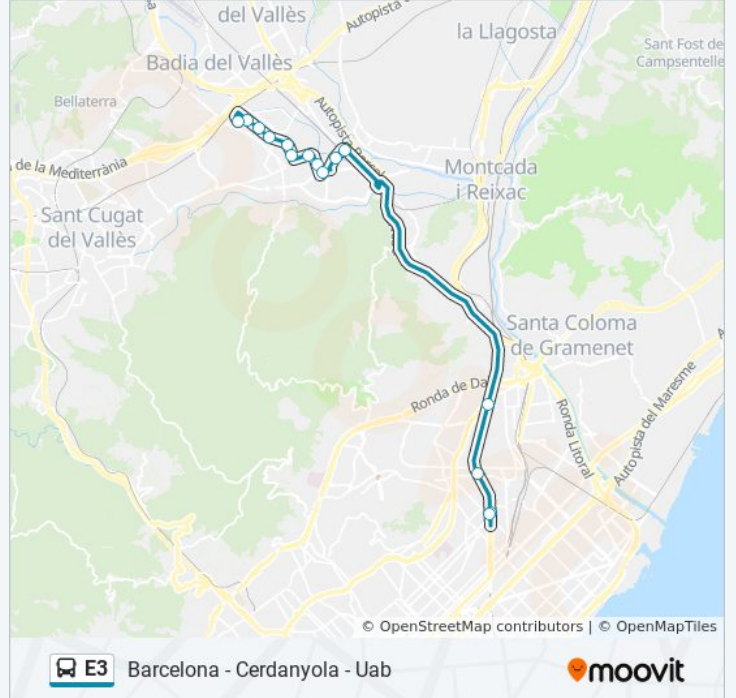 del Vallès
Autopista
la Llagosta
Sant Fost de
Campsentelle
Badia del Vallès
Bellaterra
Autopista
de la Mediterrània
Montcada
i Reixac
Sant Cugat
del Vallès
Santa Coloma
de Gramenet
Ronda de Da
Ronda Litoral
Autopista del Maresme
© OpenStreetMap contributors | © OpenMapTiles
E3 Barcelona - Cerdanyola - Uab
moovit